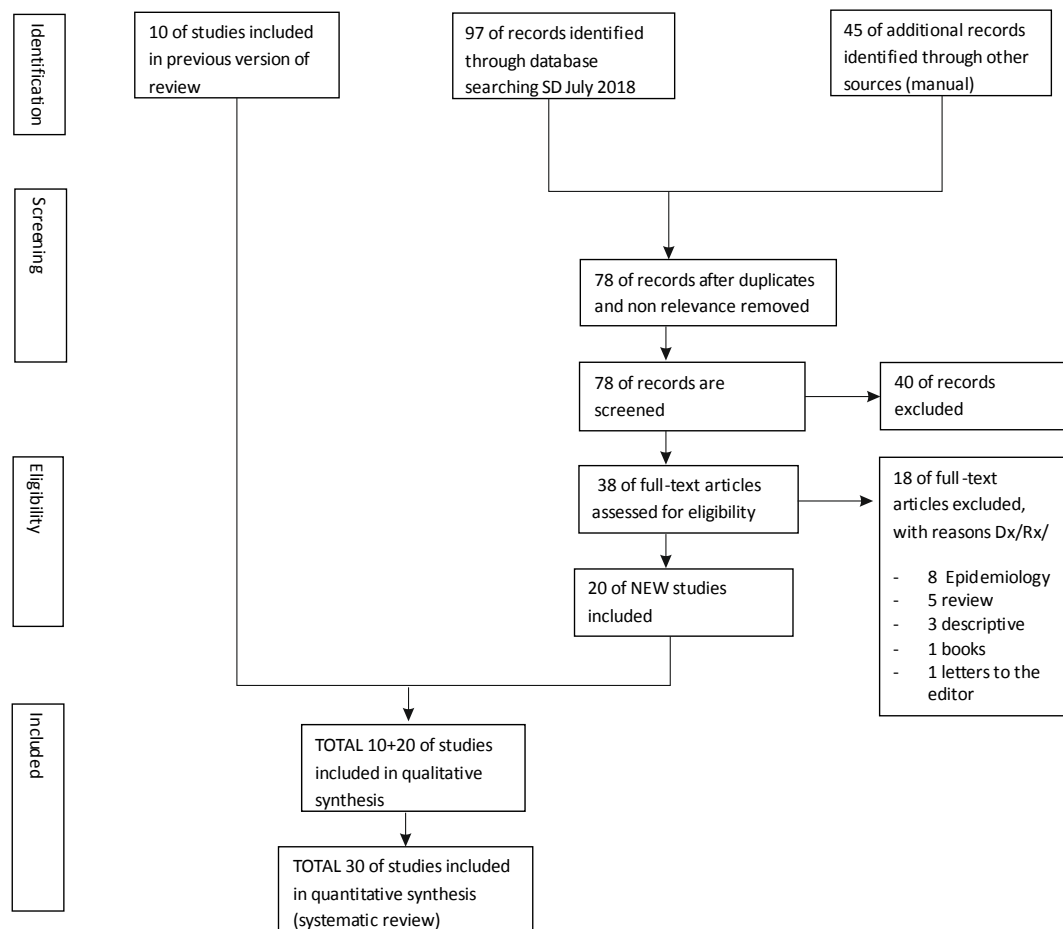 Identification
10 of studies included
in previous version of
review
97 of records identified
through database
searching SD July 2018
45 of additional records
identified through other
sources (manual)
Screening
78 of records after duplicates
and non relevance removed
78 of records are
screened
40 of records
excluded
Eligibility
38 of full-text articles
assessed for eligibility
18 of full-text
articles excluded,
with reasons Dx/Rx/
- 8 Epidemiology
- 5 review
- 3 descriptive
- 1 books
- 1 letters to the
editor
20 of NEW studies
included
Included
TOTAL 10+20 of studies
included in qualitative
synthesis
TOTAL 30 of studies included
in quantitative synthesis
(systematic review)